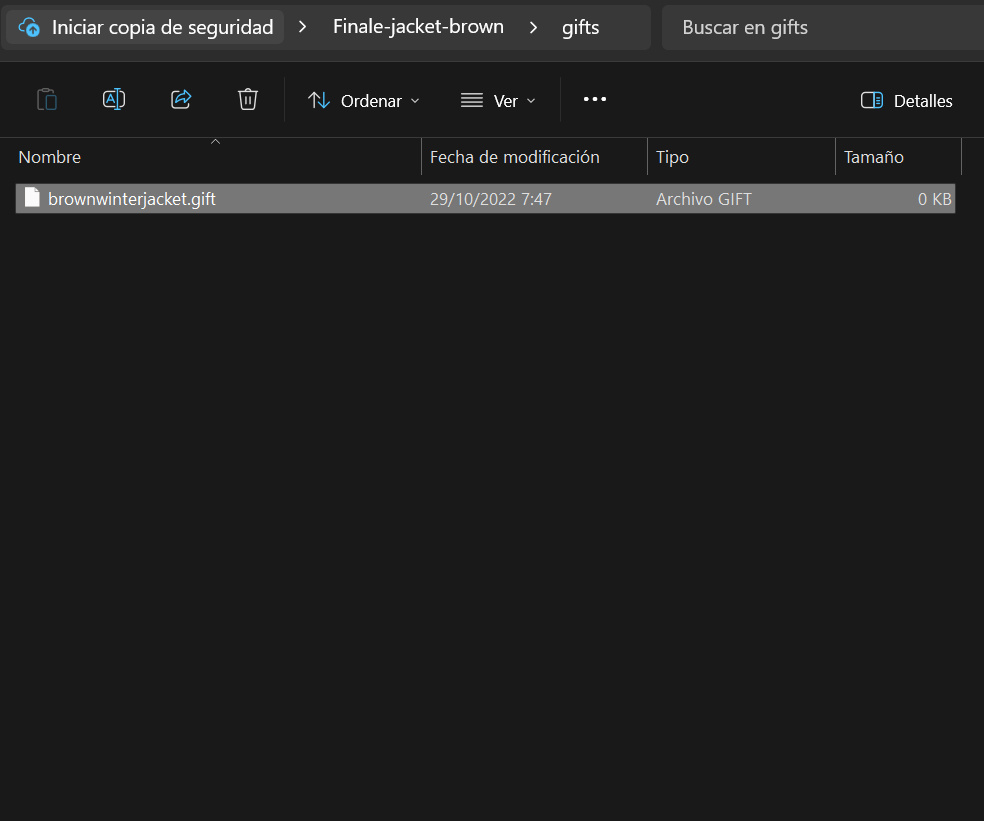 Iniciar copia de seguridad > Finale-jacket-brown > gifts Buscar en gifts
Ordenar Ver ••• Detalles
Nombre Fecha de modificación Tipo Tamaño
brownwinterjacket.gift 29/10/2022 7:47 Archivo GIFT 0 KB